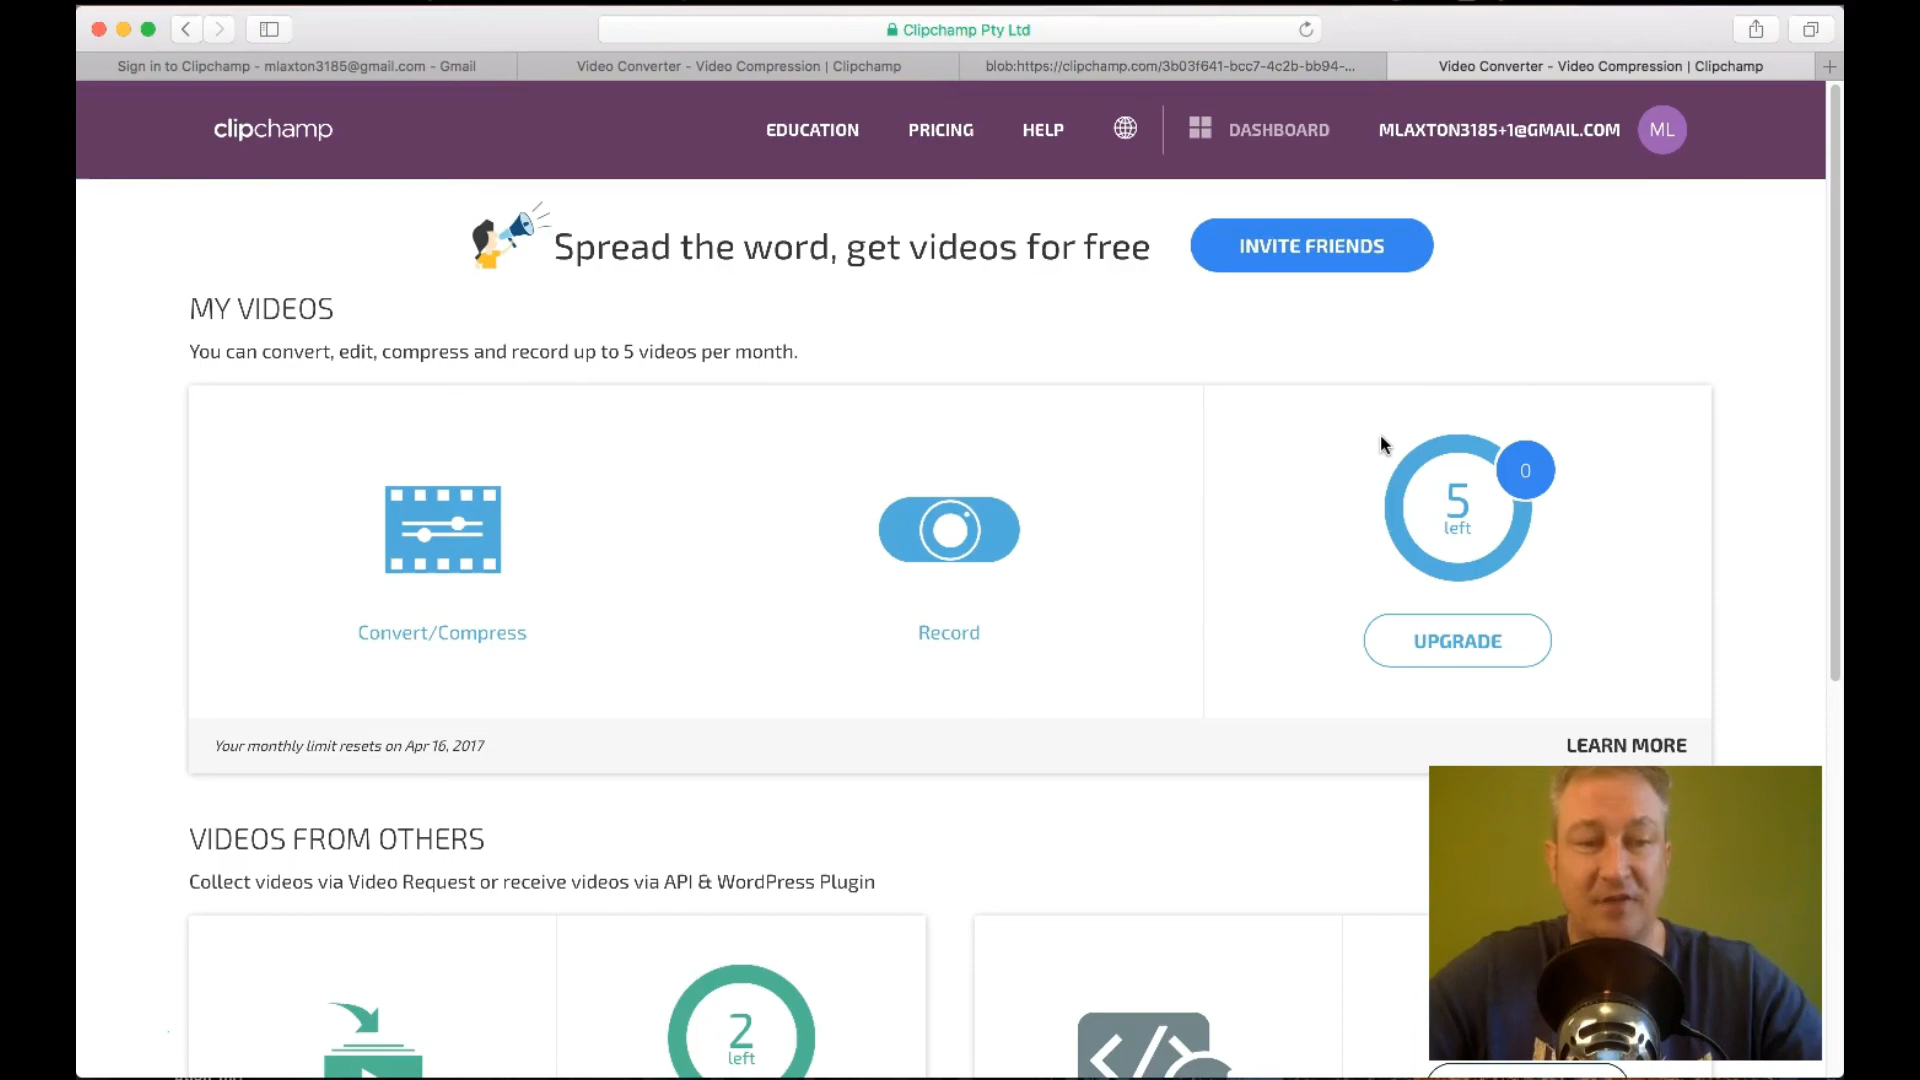 Clipchamp Pty Ltd
Sign in to Clipchamp - mlaxton3185@gmail.com - Gmail
Video Converter - Video Compression | Clipchamp
blob:https://clipchamp.com/3b03f641-bcc7-4c2b-bb94-...
Video Converter - Video Compression | Clipchamp
clipchamp
EDUCATION
PRICING
HELP
DASHBOARD
MLAXTON3185+1@GMAIL.COM
ML
Spread the word, get videos for free
INVITE FRIENDS
MY VIDEOS
You can convert, edit, compress and record up to 5 videos per month.
0
5
left
Convert/Compress
Record
UPGRADE
Your monthly limit resets on Apr 16, 2017
LEARN MORE
VIDEOS FROM OTHERS
Collect videos via Video Request or receive videos via API & WordPress Plugin
2
left